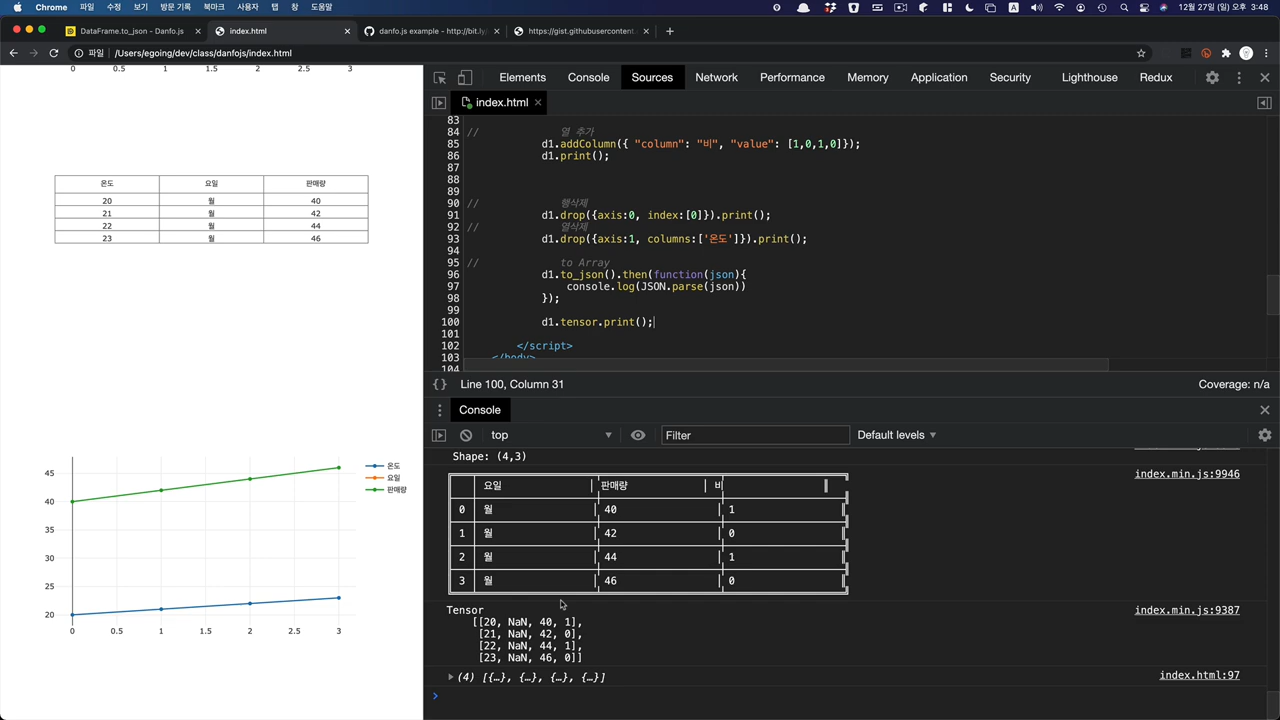 Chrome 파일 수정 보기 방문 기록 북마크 사용자 탭 창 도움말 12월 27일 (일) 오후 3:48
DataFrame.to_json - Danfo.js
index.html
danfo.js example - http://bit.ly/
https://gist.githubusercontent
파일 /Users/egoing/dev/class/danfojs/index.html
0 0.5 1 1.5 2 2.5 3
온도 요일 판매량
20 월 40
21 월 42
22 월 44
23 월 46
온도
요일
판매량
45
40
35
30
25
20
0 0.5 1 1.5 2 2.5 3
Elements Console Sources Network Performance Memory Application Security Lighthouse Redux
index.html
83
84 // 열 추가
85 d1.addColumn({ "column": "비", "value": [1,0,1,0]});
86 d1.print();
87
88
89
90 // 행삭제
91 d1.drop({axis:0, index:[0]}).print();
92 // 열삭제
93 d1.drop({axis:1, columns:['온도']}).print();
94
95 // to Array
96 d1.to_json().then(function(json){
97 console.log(JSON.parse(json))
98 });
99
100 d1.tensor.print();
101
102 </script>
103 </body>
104
{} Line 100, Column 31 Coverage: n/a
Console
top Filter Default levels
Shape: (4,3)
index.min.js:9946
요일 판매량 비
0 월 40 1
1 월 42 0
2 월 44 1
3 월 46 0
Tensor index.min.js:9387
[[20, NaN, 40, 1],
[21, NaN, 42, 0],
[22, NaN, 44, 1],
[23, NaN, 46, 0]]
(4) [{…}, {…}, {…}, {…}] index.html:97